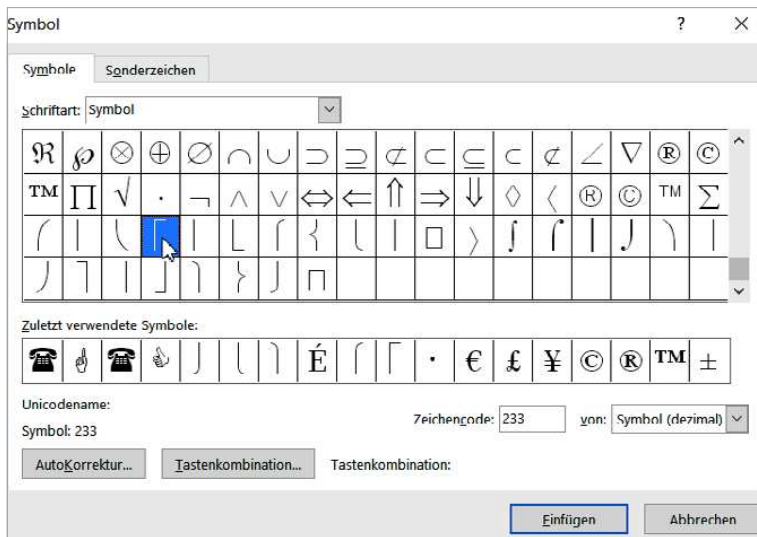 Symbol ? ×
Symbole Sonderzeichen
Schriftart: Symbol
ℜ ℘ ⊗ ⊕ ∅ ∩ ∪ ⊃ ⊇ ⊄ ⊂ ⊆ ⊂ ⊄ ∠ ∇ ® ©
™ ∏ √ ⋅ ¬ ∧ ∨ ⇔ ⇐ ⇑ ⇒ ⇓ ◊ 〈 ® © ™ ∑
⎛ ⎜ ⎝ ⎡ ⎢ ⎣ ⎧ ⎨ ⎩ ⎪ □ 〉 ∫ ⌠ ⎮ ⌡ ⎞ ⎟
⎠ ⎤ ⎥ ⎦ ⎫ ⎬ ⎭ ⊓
Zuletzt verwendete Symbole:
☎ ☝ ☎ ⎭ ⎩ ⎫ É ⎧ ⎡ · € £ ¥ © ® ™ ±
Unicodename:
Symbol: 233
Zeichencode: 233 von: Symbol (dezimal)
AutoKorrektur... Tastenkombination... Tastenkombination:
Einfügen Abbrechen